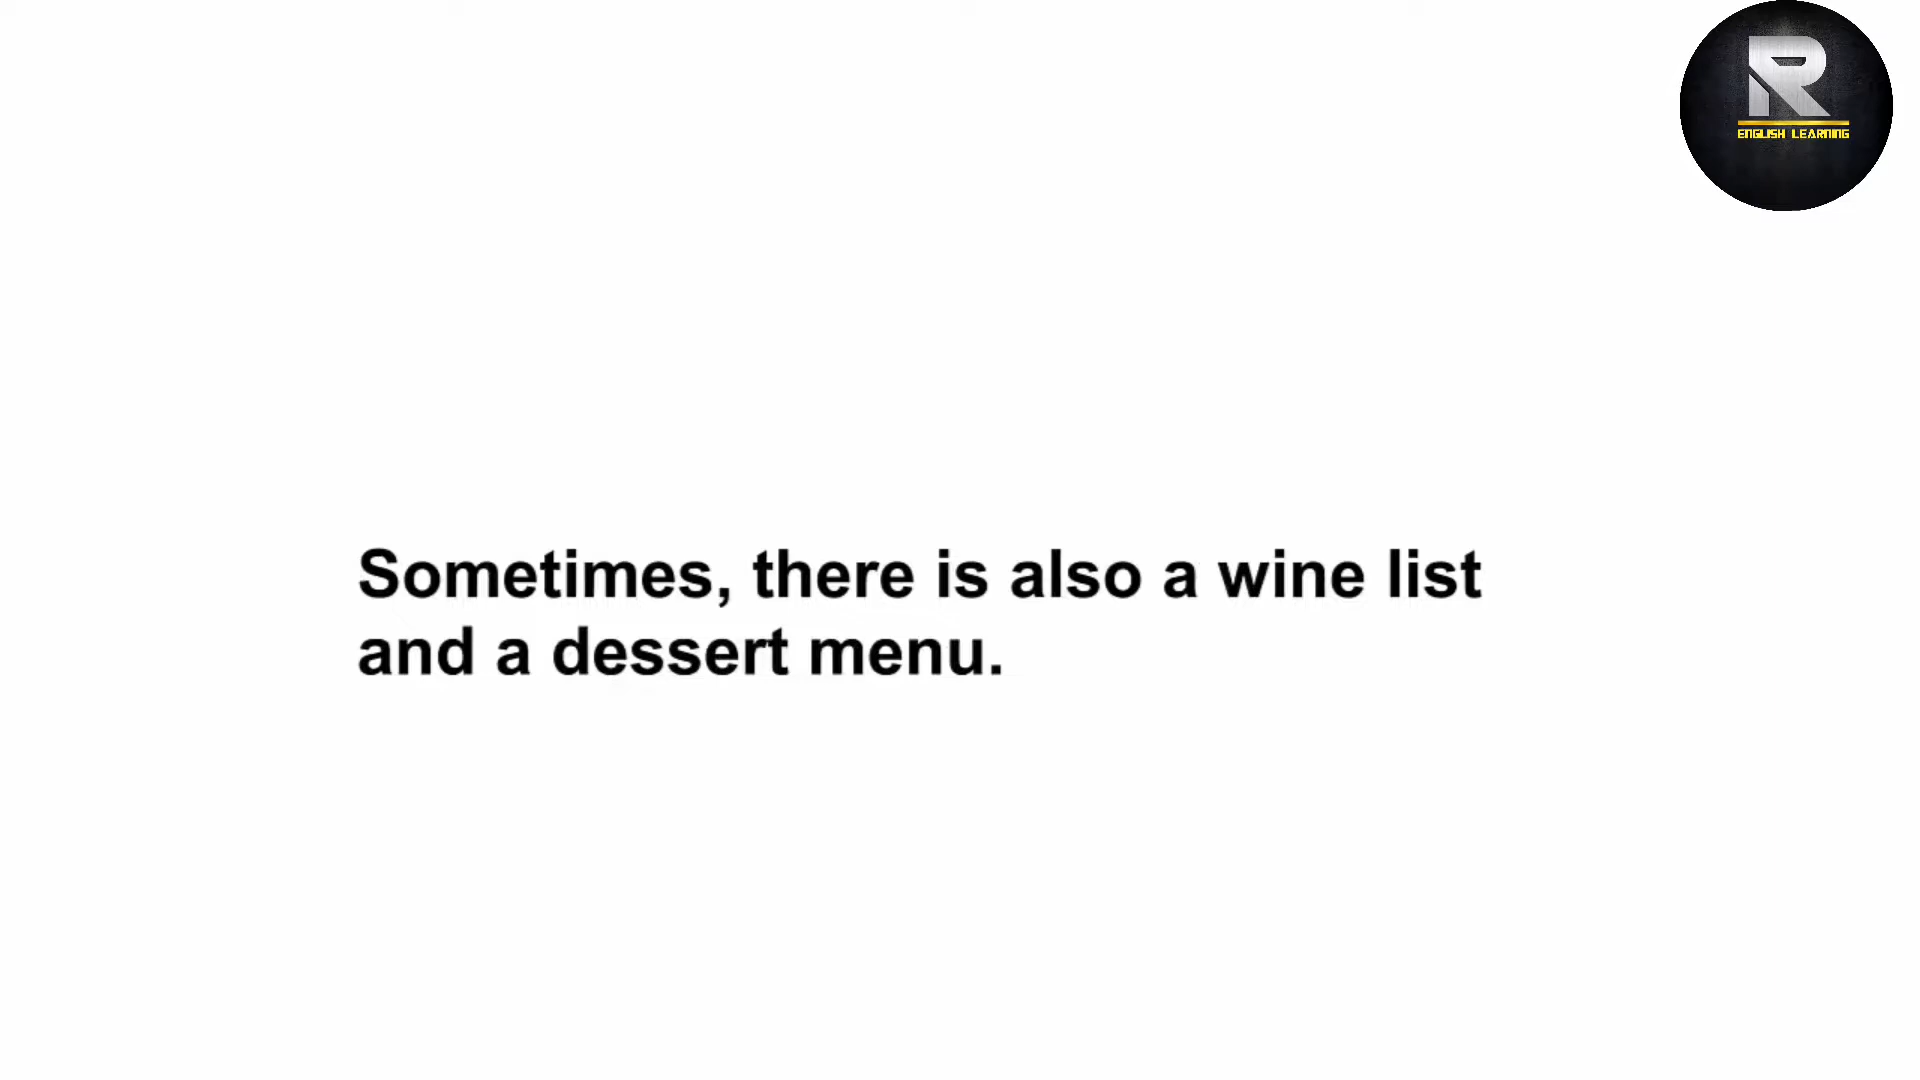 R
ENGLISH LEARNING
Sometimes, there is also a wine list
and a dessert menu.